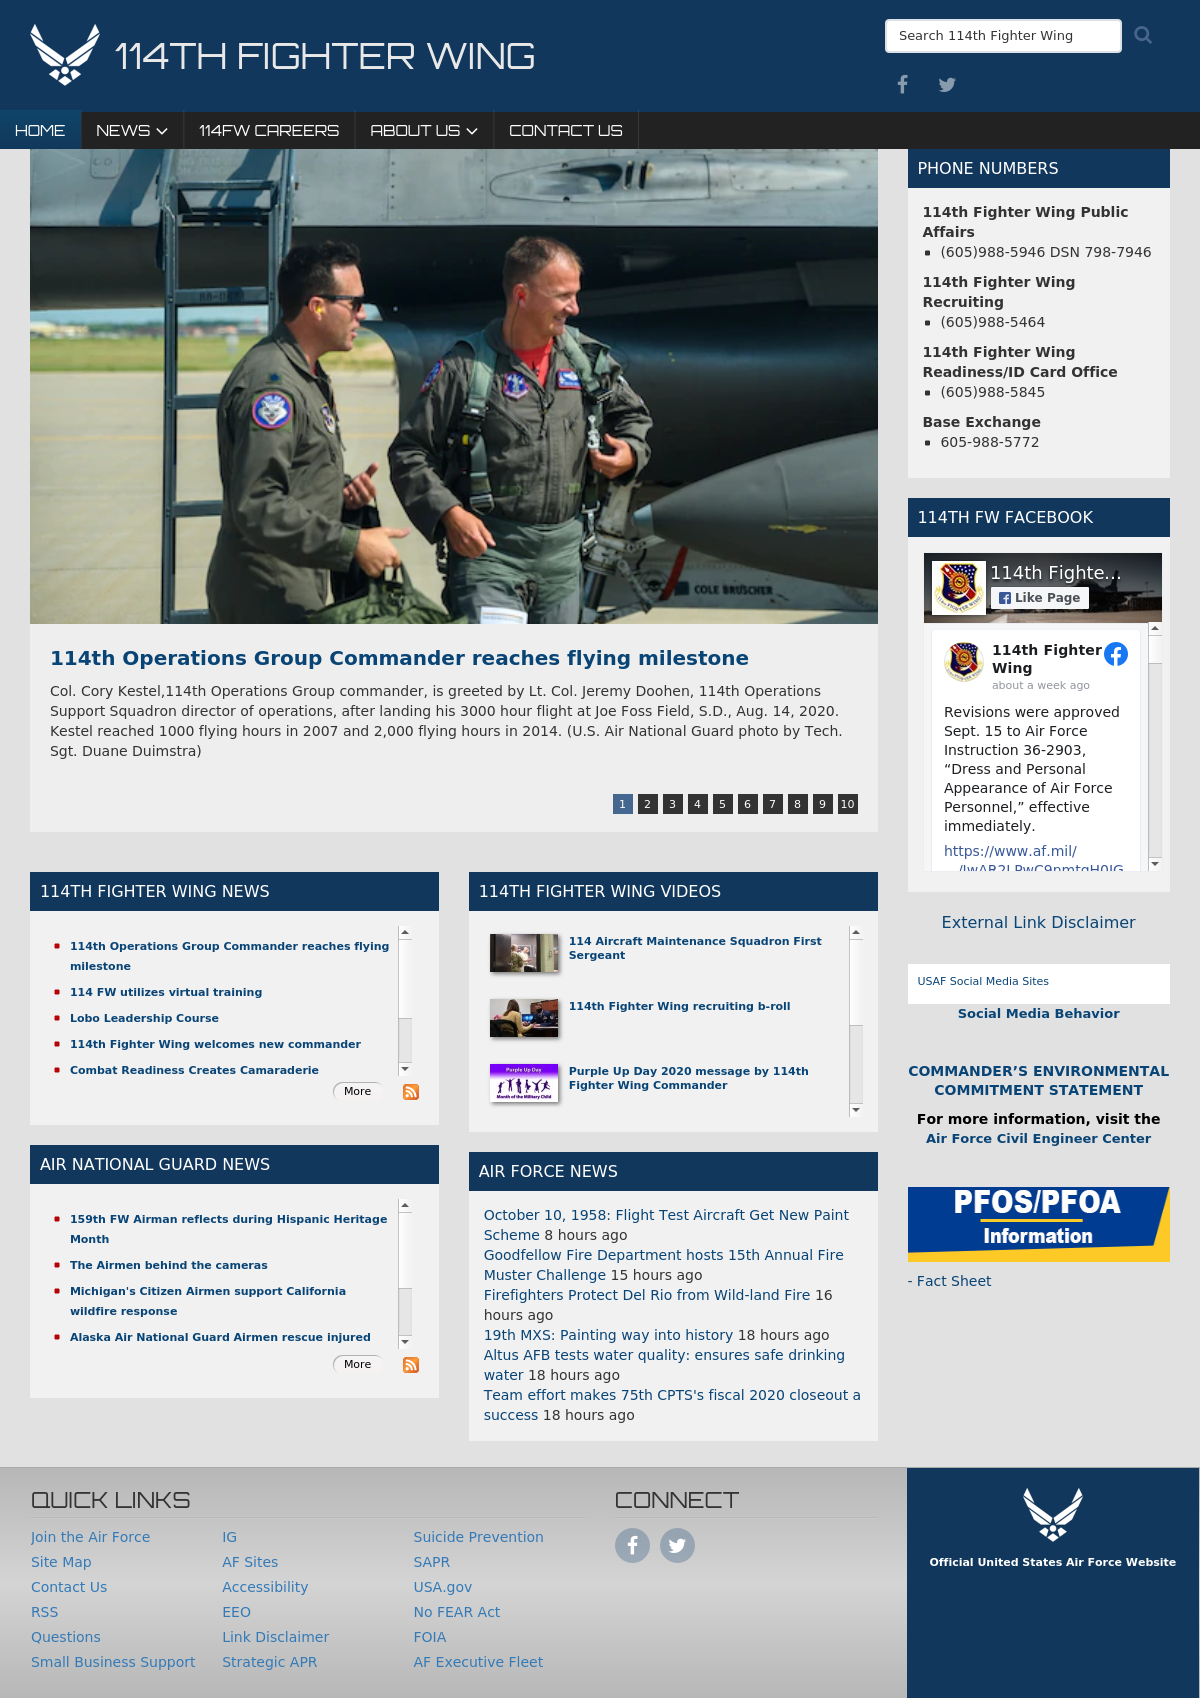 114TH FIGHTER WING
Search 114th Fighter Wing
HOME
NEWS
114FW CAREERS
ABOUT US
CONTACT US
COLE BRUSCHER
114th Operations Group Commander reaches flying milestone
Col. Cory Kestel,114th Operations Group commander, is greeted by Lt. Col. Jeremy Doohen, 114th Operations
Support Squadron director of operations, after landing his 3000 hour flight at Joe Foss Field, S.D., Aug. 14, 2020.
Kestel reached 1000 flying hours in 2007 and 2,000 flying hours in 2014. (U.S. Air National Guard photo by Tech.
Sgt. Duane Duimstra)
1 2 3 4 5 6 7 8 9 10
PHONE NUMBERS
114th Fighter Wing Public
Affairs
(605)988-5946 DSN 798-7946
114th Fighter Wing
Recruiting
(605)988-5464
114th Fighter Wing
Readiness/ID Card Office
(605)988-5845
Base Exchange
605-988-5772
114TH FW FACEBOOK
114th Fighte...
Like Page
114th Fighter
Wing
about a week ago
Revisions were approved
Sept. 15 to Air Force
Instruction 36-2903,
“Dress and Personal
Appearance of Air Force
Personnel,” effective
immediately.
https://www.af.mil/
External Link Disclaimer
USAF Social Media Sites
Social Media Behavior
COMMANDER’S ENVIRONMENTAL
COMMITMENT STATEMENT
For more information, visit the
Air Force Civil Engineer Center
PFOS/PFOA
Information
- Fact Sheet
114TH FIGHTER WING NEWS
114th Operations Group Commander reaches flying
milestone
114 FW utilizes virtual training
Lobo Leadership Course
114th Fighter Wing welcomes new commander
Combat Readiness Creates Camaraderie
More
114TH FIGHTER WING VIDEOS
114 Aircraft Maintenance Squadron First
Sergeant
114th Fighter Wing recruiting b-roll
Purple Up Day
Month of the Military Child
Purple Up Day 2020 message by 114th
Fighter Wing Commander
AIR NATIONAL GUARD NEWS
159th FW Airman reflects during Hispanic Heritage
Month
The Airmen behind the cameras
Michigan's Citizen Airmen support California
wildfire response
Alaska Air National Guard Airmen rescue injured
More
AIR FORCE NEWS
October 10, 1958: Flight Test Aircraft Get New Paint
Scheme 8 hours ago
Goodfellow Fire Department hosts 15th Annual Fire
Muster Challenge 15 hours ago
Firefighters Protect Del Rio from Wild-land Fire 16
hours ago
19th MXS: Painting way into history 18 hours ago
Altus AFB tests water quality: ensures safe drinking
water 18 hours ago
Team effort makes 75th CPTS's fiscal 2020 closeout a
success 18 hours ago
QUICK LINKS
Join the Air Force
Site Map
Contact Us
RSS
Questions
Small Business Support
IG
AF Sites
Accessibility
EEO
Link Disclaimer
Strategic APR
Suicide Prevention
SAPR
USA.gov
No FEAR Act
FOIA
AF Executive Fleet
CONNECT
Official United States Air Force Website